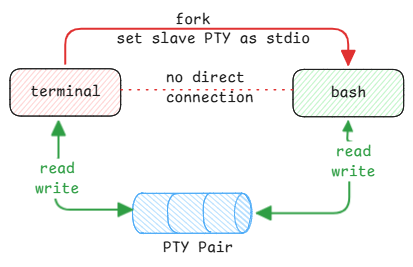 fork
set slave PTY as stdio
terminal
no direct
connection
bash
read
write
read
write
PTY Pair